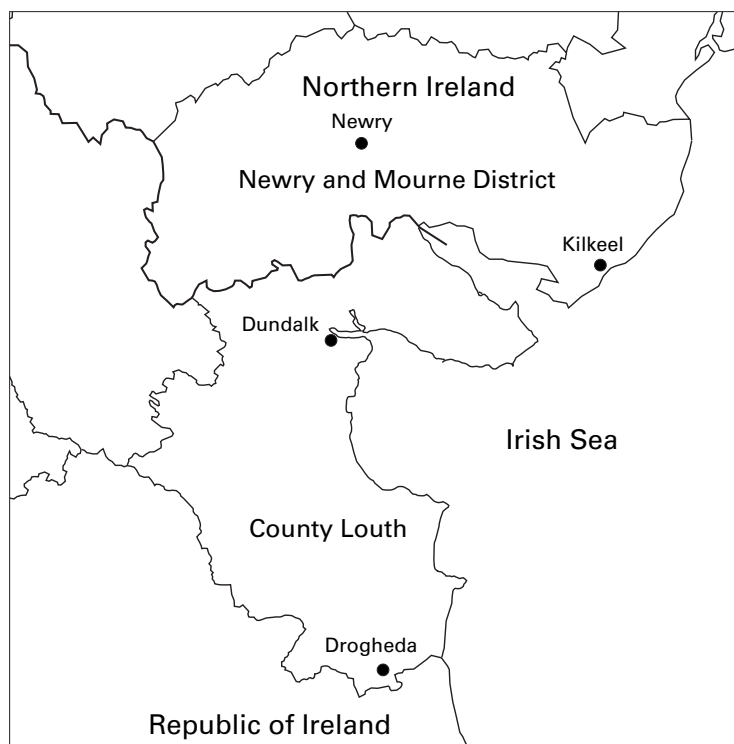 Northern Ireland
Newry
Newry and Mourne District
Kilkeel
Dundalk
Irish Sea
County Louth
Drogheda
Republic of Ireland